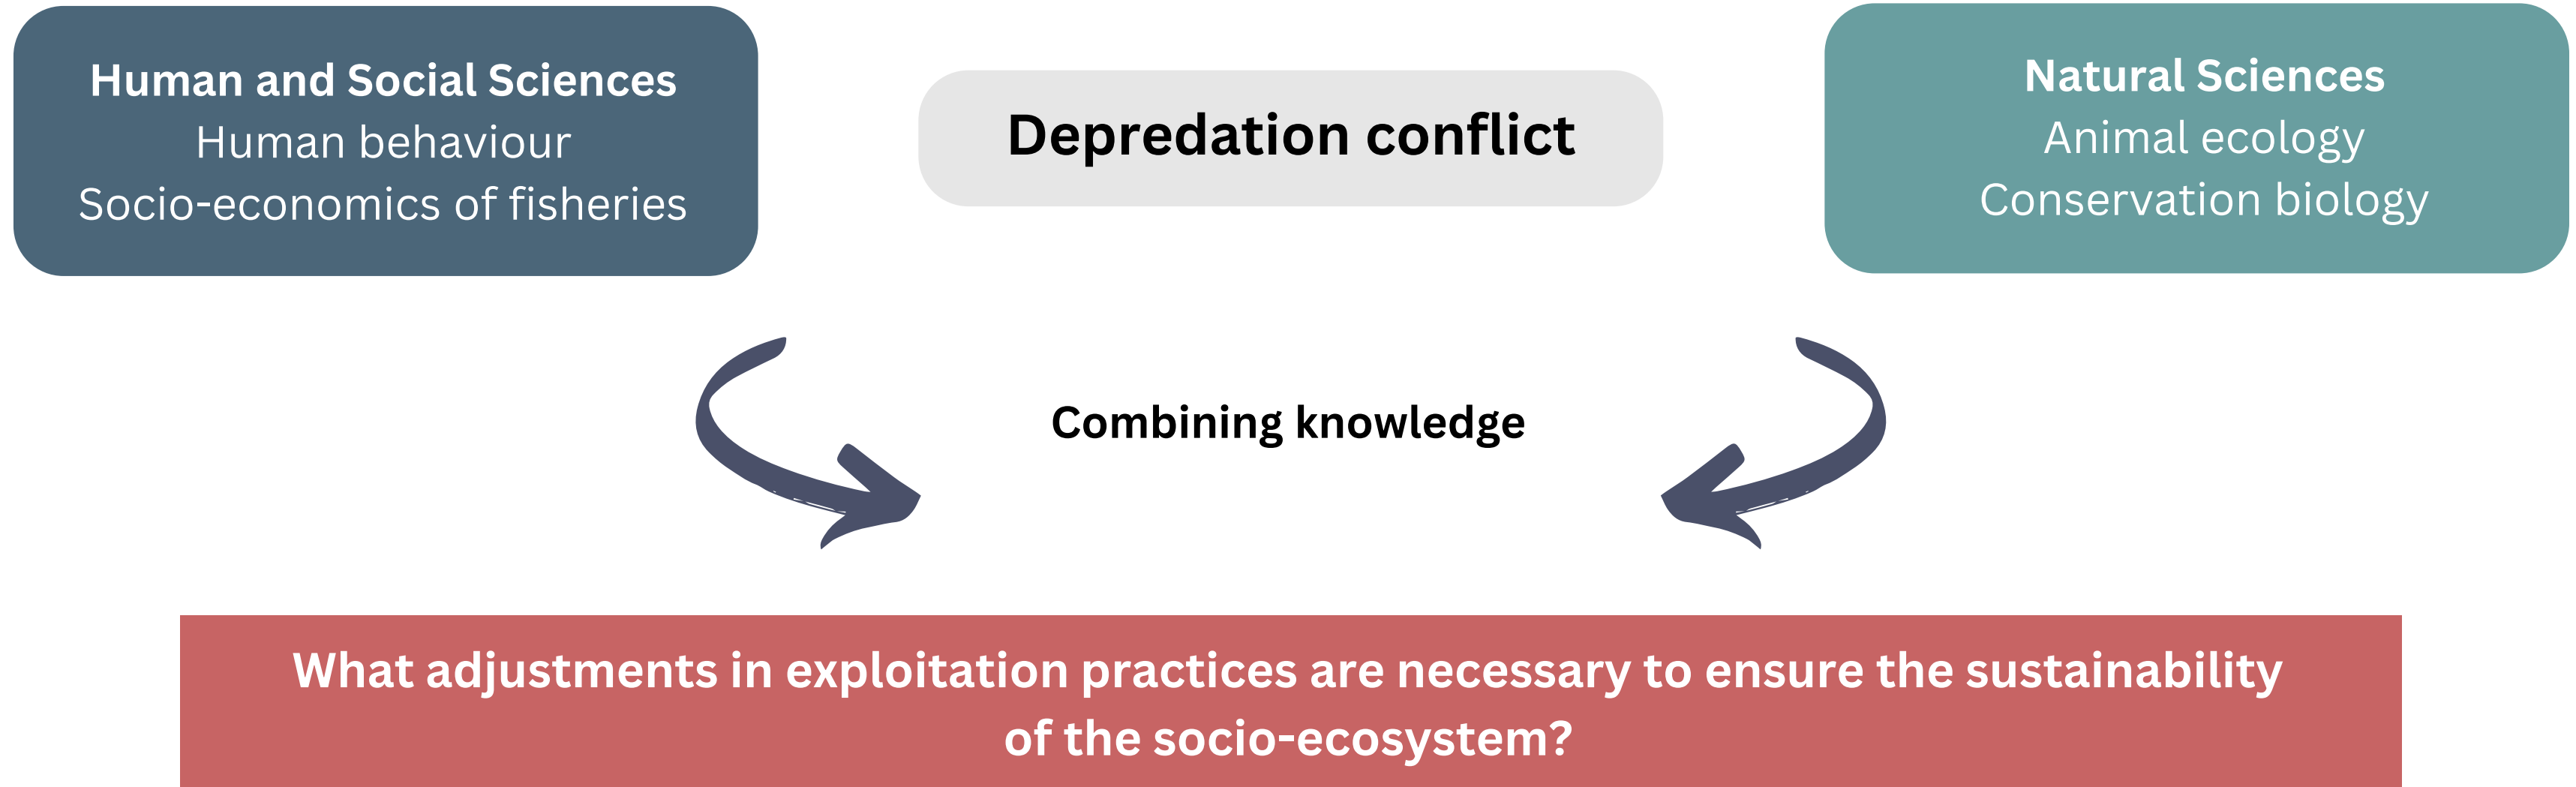 Human and Social Sciences
Human behaviour
Socio-economics of fisheries
Depredation conflict
Natural Sciences
Animal ecology
Conservation biology
Combining knowledge
What adjustments in exploitation practices are necessary to ensure the sustainability
of the socio-ecosystem?